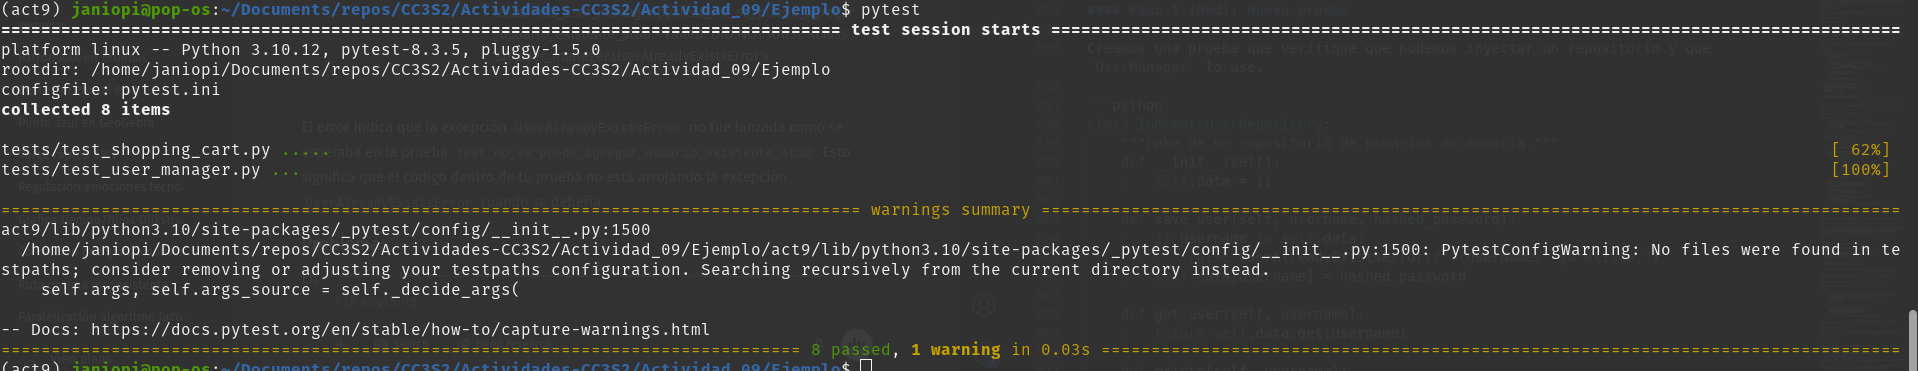 (act9) janiopi@pop-os:~/Documents/repos/CC3S2/Actividades-CC3S2/Actividad_09/Ejemplo$ pytest
test session starts
platform linux -- Python 3.10.12, pytest-8.3.5, pluggy-1.5.0
rootdir: /home/janiopi/Documents/repos/CC3S2/Actividades-CC3S2/Actividad_09/Ejemplo
configfile: pytest.ini
collected 8 items
tests/test_shopping_cart.py ..... [ 62%]
tests/test_user_manager.py ... [100%]
warnings summary
act9/lib/python3.10/site-packages/_pytest/config/__init__.py:1500
/home/janiopi/Documents/repos/CC3S2/Actividades-CC3S2/Actividad_09/Ejemplo/act9/lib/python3.10/site-packages/_pytest/config/__init__.py:1500: PytestConfigWarning: No files were found in te
stpaths; consider removing or adjusting your testpaths configuration. Searching recursively from the current directory instead.
self.args, self.args_source = self._decide_args(
-- Docs: https://docs.pytest.org/en/stable/how-to/capture-warnings.html
8 passed, 1 warning in 0.03s
(act9) janiopi@pop-os:~/Documents/repos/CC3S2/Actividades-CC3S2/Actividad_09/Ejemplo$